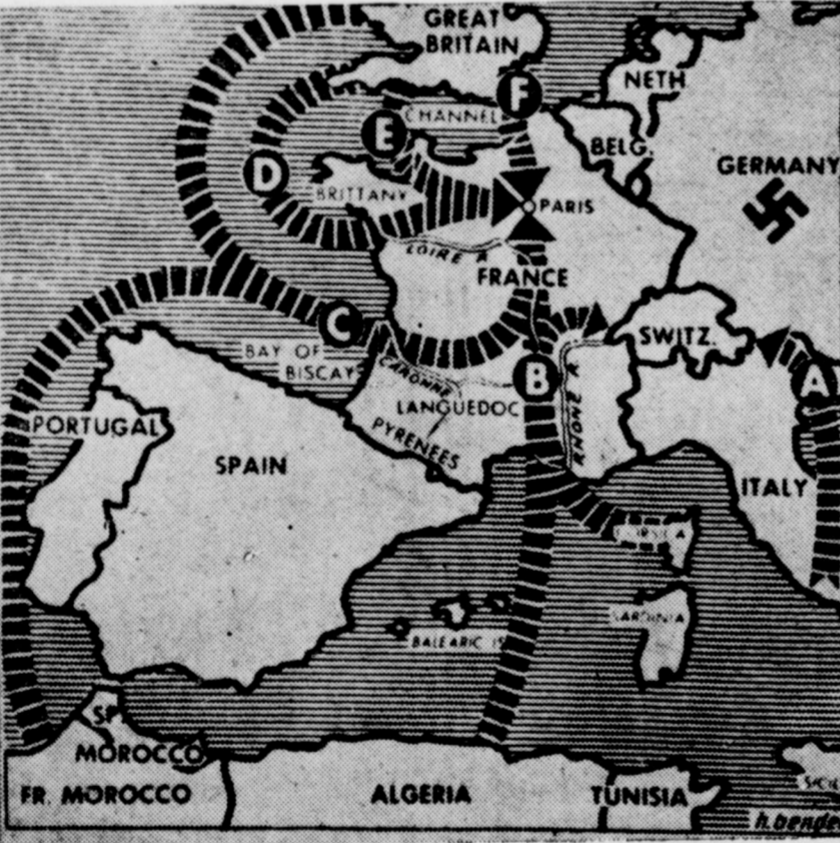 GREAT
BRITAIN
F
NETH
CHANNEL
E
BELG.
GERMANY
D
BRITTANY
PARIS
LOIRE R
FRANCE
C
SWITZ.
BAY OF
BISCAY
GARONNE
B
A
LANGUEDOC
RHONE R.
PORTUGAL
PYRENEES
SPAIN
ITALY
CORSICA
SARDINIA
BALEARIC IS
SP.
MOROCCO
FR. MOROCCO
ALGERIA
TUNISIA